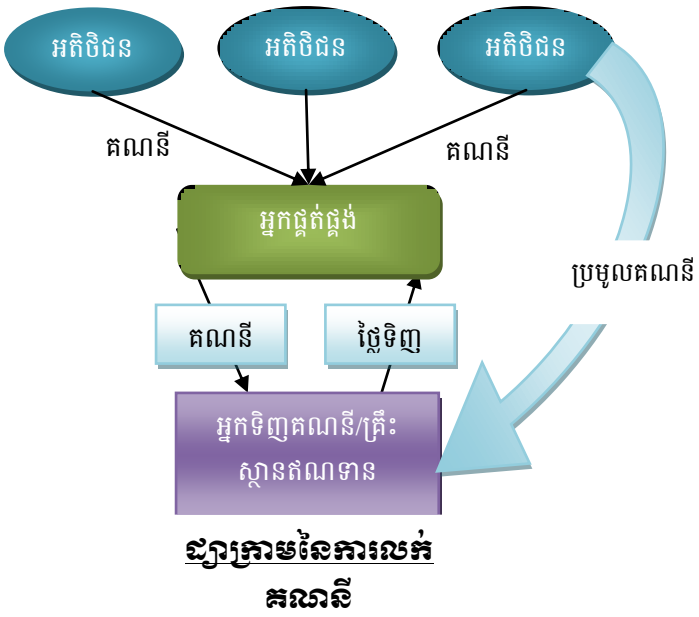 អតិថិជន
អតិថិជន
អតិថិជន
គណនី
គណនី
អ្នកផ្គត់ផ្គង់
ប្រមូលគណនី
គណនី
ថ្លៃទិញ
អ្នកទិញគណនី/គ្រឹះ
ស្ថានឥណទាន
ដ្យាក្រាមនៃការលក់
គណនី